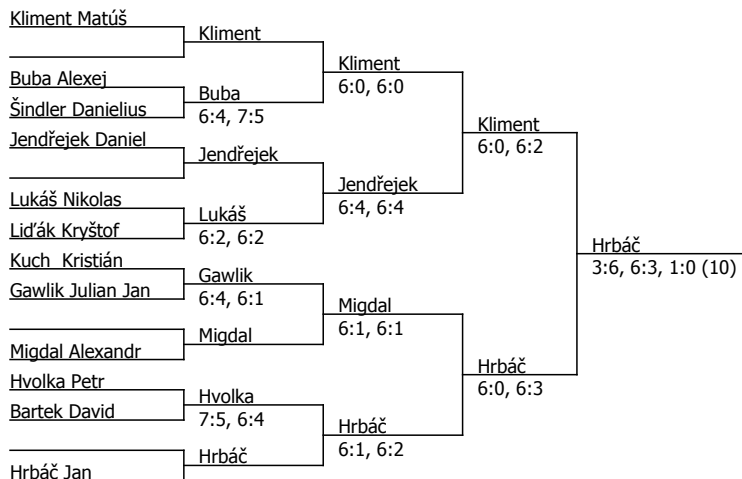 Kliment Matúš
Buba Alexej
Šindler Danielius
Jendřejek Daniel
Lukáš Nikolas
Liďák Kryštof
Kuch  Kristián
Gawlik Julian Jan
Migdal Alexandr
Hvolka Petr
Bartek David
Hrbáč Jan
Kliment
Buba
6:4, 7:5
Jendřejek
Lukáš
6:2, 6:2
Gawlik
6:4, 6:1
Migdal
Hvolka
7:5, 6:4
Hrbáč
Kliment
6:0, 6:0
Jendřejek
6:4, 6:4
Migdal
6:1, 6:1
Hrbáč
6:1, 6:2
Kliment
6:0, 6:2
Hrbáč
6:0, 6:3
Hrbáč
3:6, 6:3, 1:0 (10)